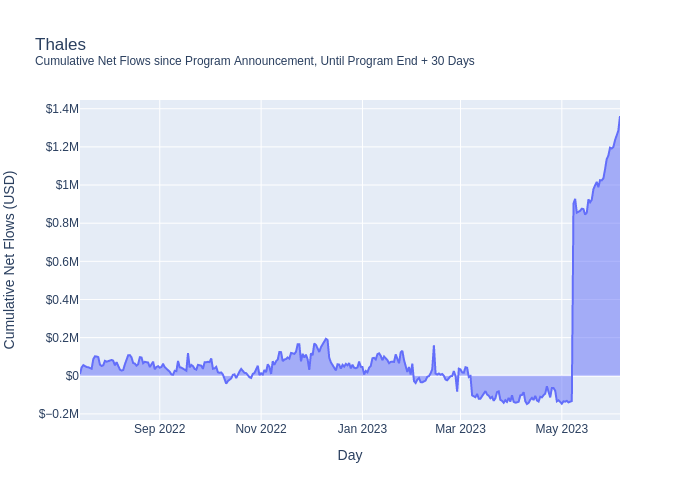 Thales
Cumulative Net Flows since Program Announcement, Until Program End + 30 Days
Cumulative Net Flows (USD)
$1.4M
$1.2M
$1M
$0.8M
$0.6M
$0.4M
$0.2M
$0
$−0.2M
Sep 2022
Nov 2022
Jan 2023
Mar 2023
May 2023
Day